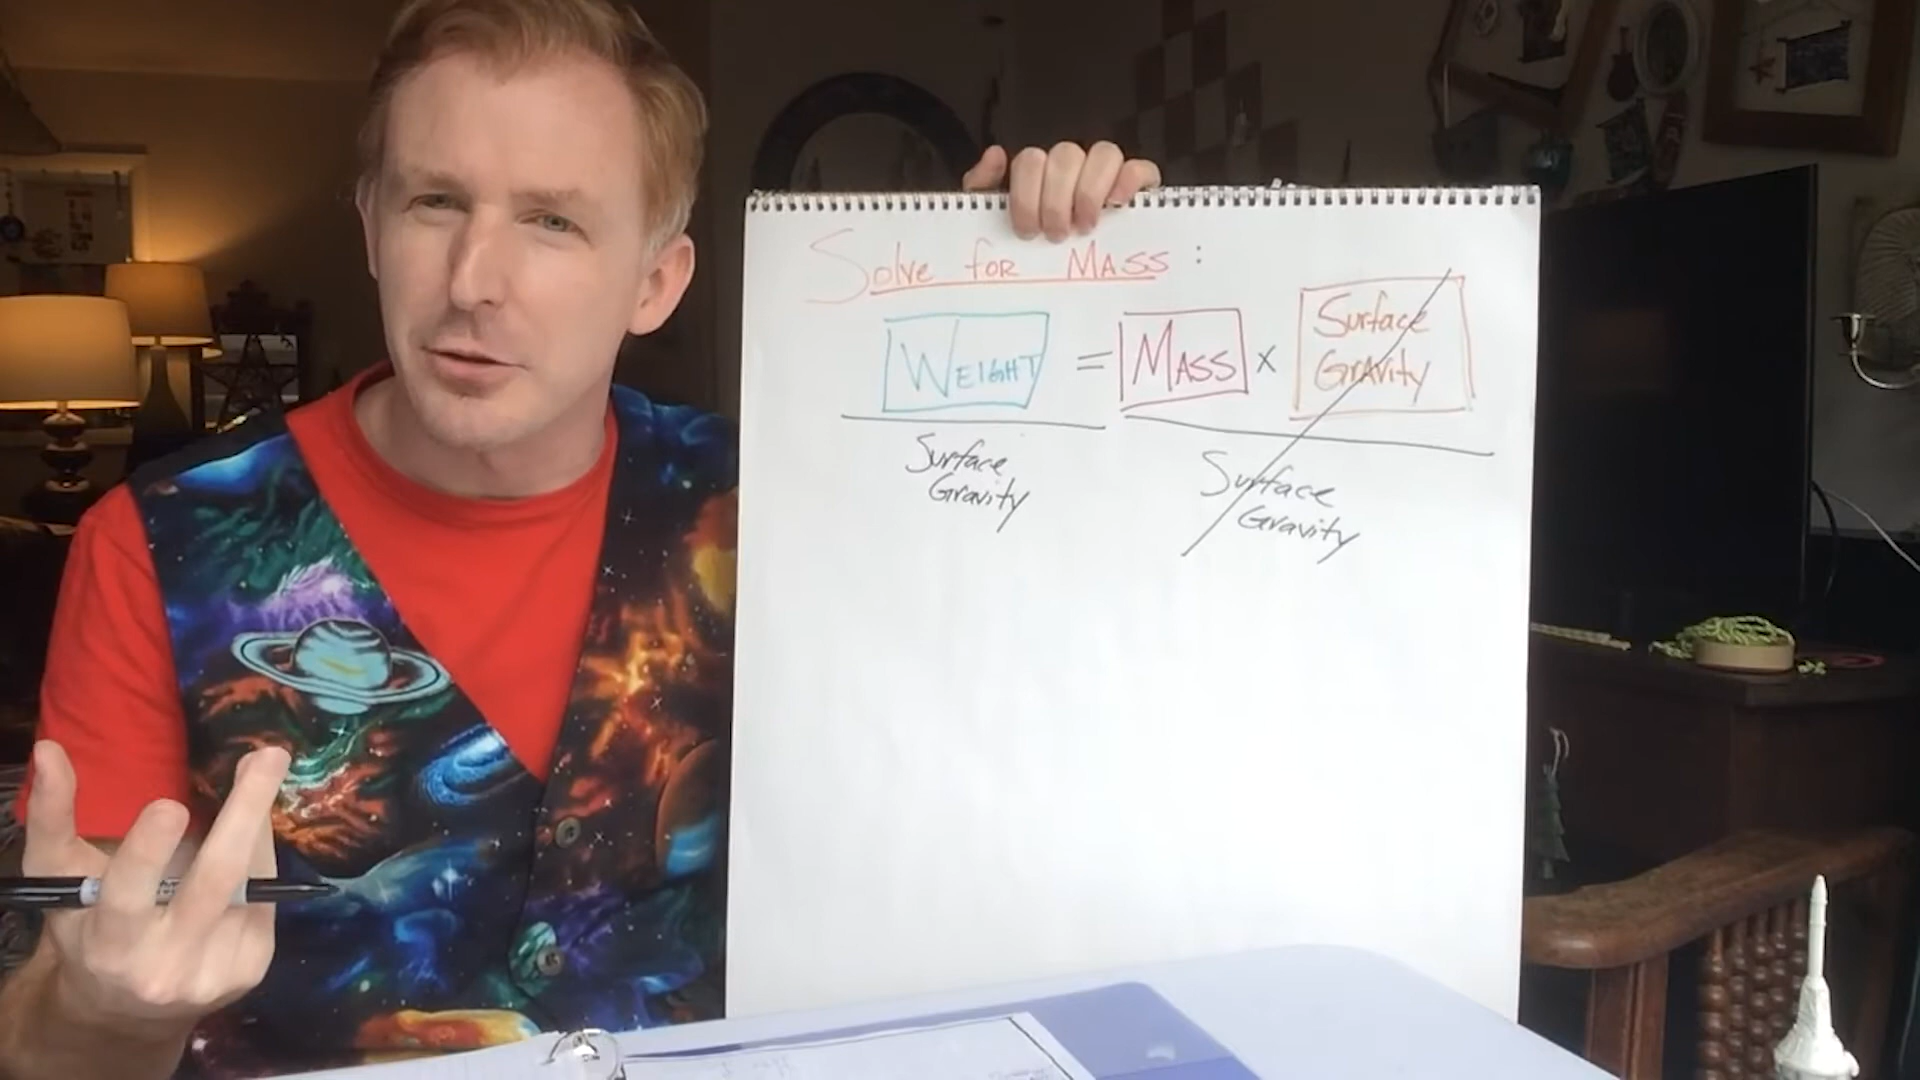 Solve for Mass:
Weight = Mass x Surface Gravity
Surface Gravity
Surface Gravity